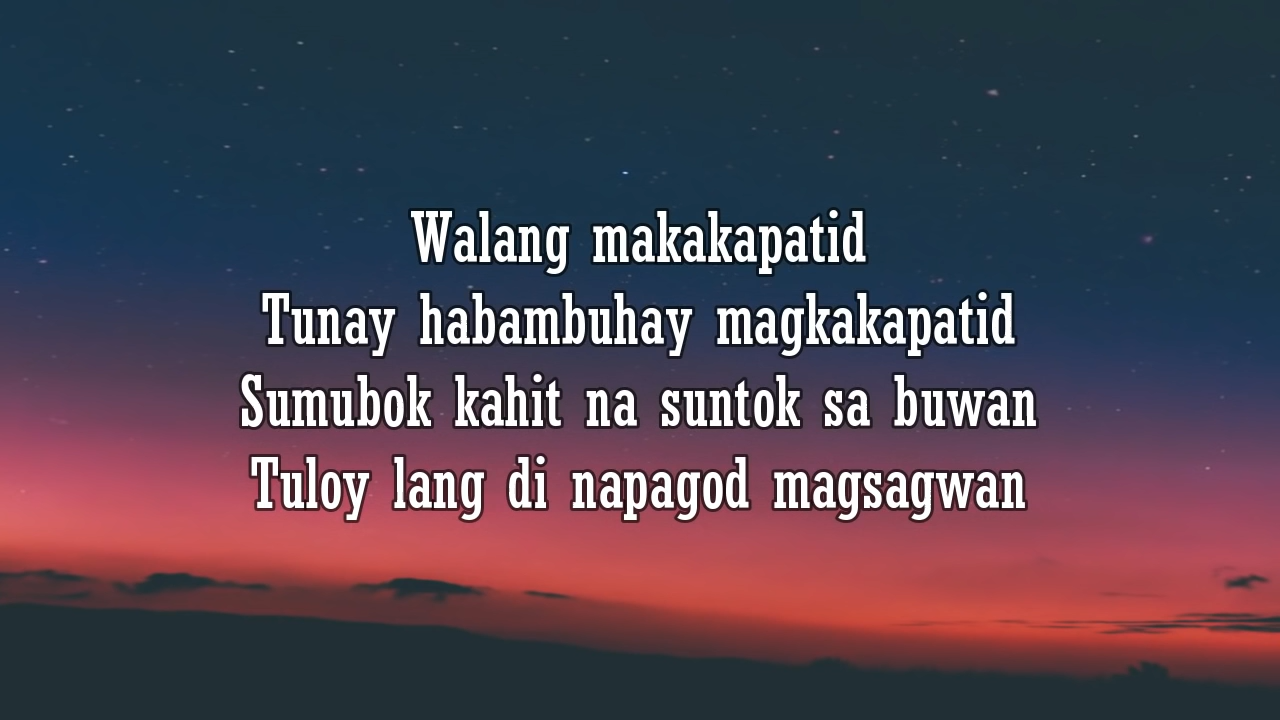 Walang makakapatid
Tunay habambuhay magkakapatid
Sumubok kahit na suntok sa buwan
Tuloy lang di napagod magsagwan